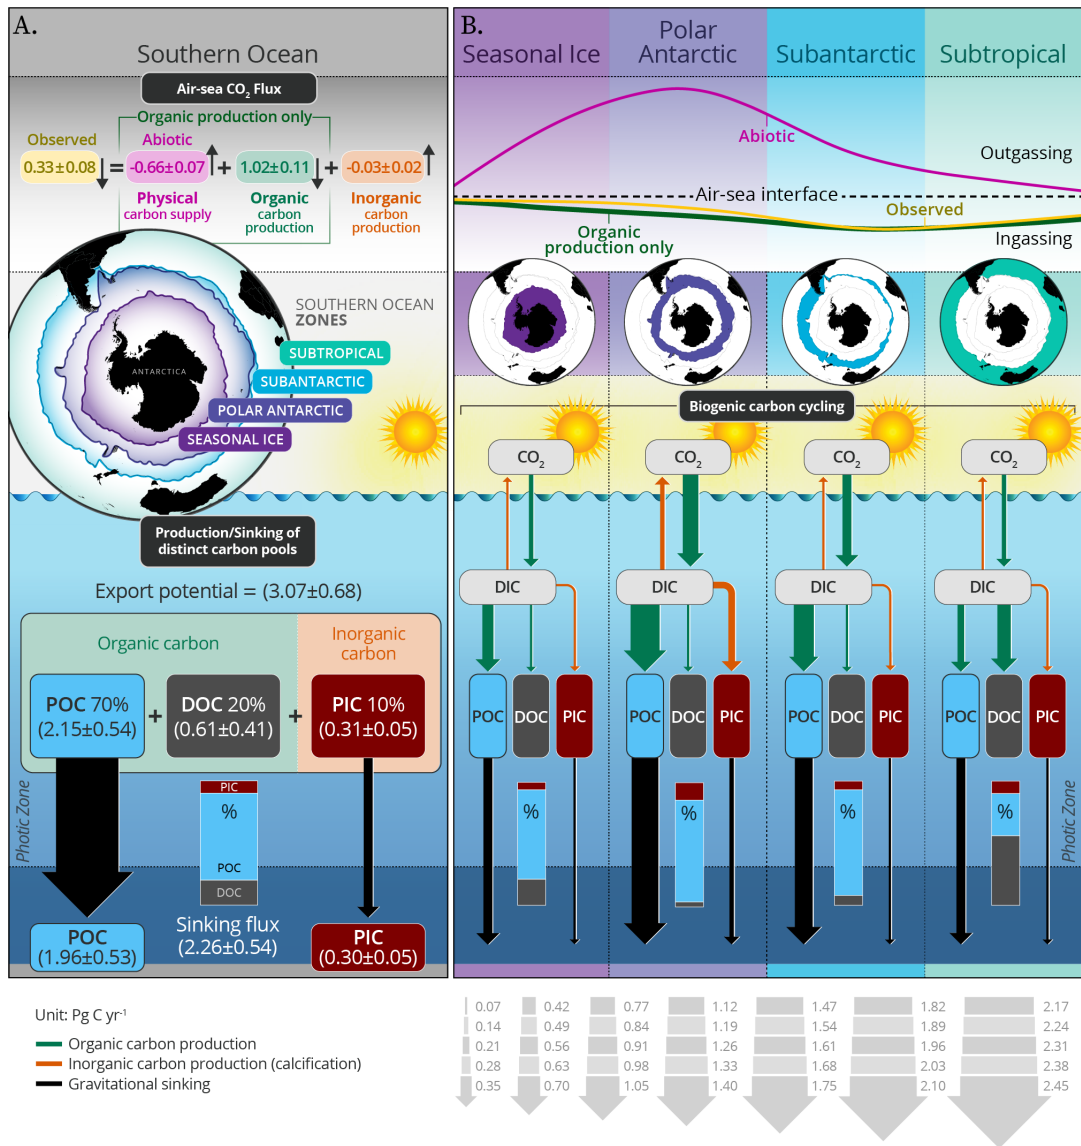 A.
Southern Ocean
Air-sea CO₂ Flux
Organic production only
Observed
Abiotic
0.33±0.08 = -0.66±0.07 + 1.02±0.11 + -0.03±0.02
Physical
carbon supply
Organic
carbon
production
Inorganic
carbon
production
SOUTHERN OCEAN
ZONES
SUBTROPICAL
SUBANTARCTIC
POLAR ANTARCTIC
SEASONAL ICE
ANTARCTICA
Production/Sinking of
distinct carbon pools
Export potential = (3.07±0.68)
Organic carbon
Inorganic
carbon
POC 70%
(2.15±0.54)
+
DOC 20%
(0.61±0.41)
+
PIC 10%
(0.31±0.05)
Photic Zone
PIC
%
POC
DOC
Sinking flux
(2.26±0.54)
POC
(1.96±0.53)
PIC
(0.30±0.05)
B.
Seasonal Ice
Polar
Antarctic
Subantarctic
Subtropical
Abiotic
Outgassing
Air-sea interface
Observed
Organic
production only
Ingassing
Biogenic carbon cycling
CO₂ CO₂ CO₂ CO₂
DIC DIC DIC DIC
POC DOC PIC POC DOC PIC POC DOC PIC POC DOC PIC
% % % %
Photic Zone
Unit: Pg C yr⁻¹
Organic carbon production
Inorganic carbon production (calcification)
Gravitational sinking
0.07 0.42 0.77 1.12 1.47 1.82 2.17
0.14 0.49 0.84 1.19 1.54 1.89 2.24
0.21 0.56 0.91 1.26 1.61 1.96 2.31
0.28 0.63 0.98 1.33 1.68 2.03 2.38
0.35 0.70 1.05 1.40 1.75 2.10 2.45